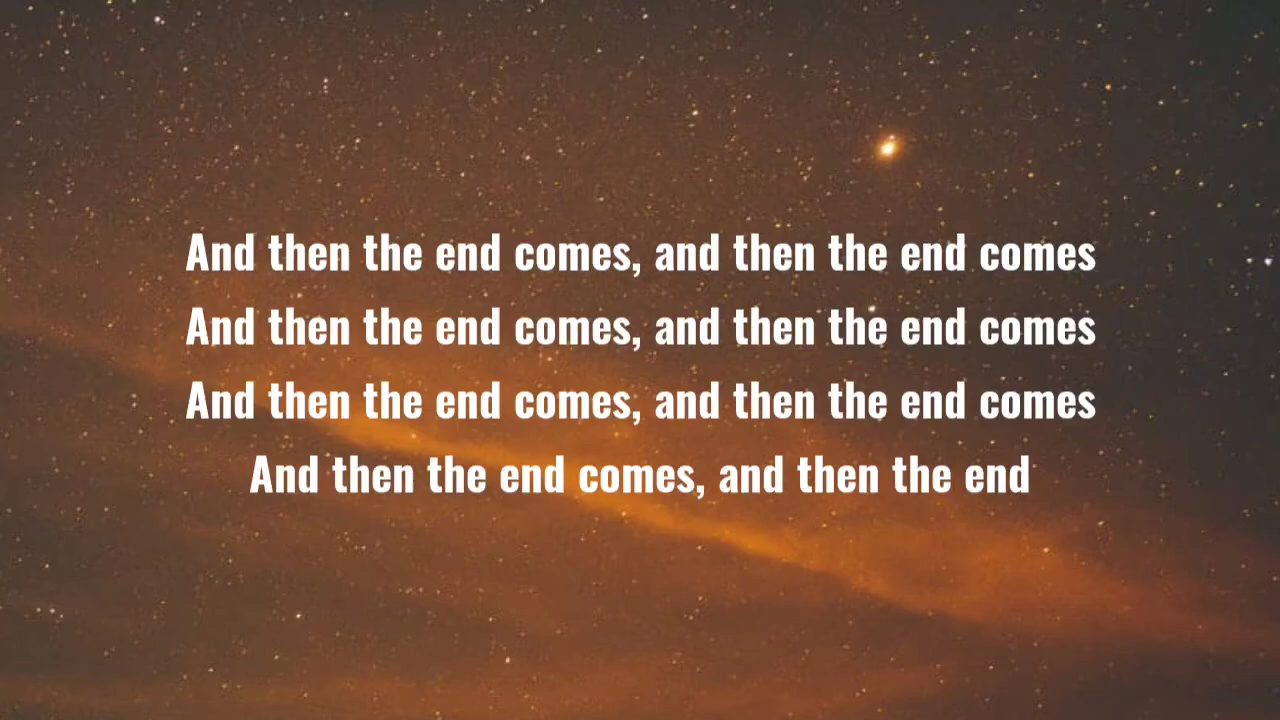 And then the end comes, and then the end comes
And then the end comes, and then the end comes
And then the end comes, and then the end comes
And then the end comes, and then the end